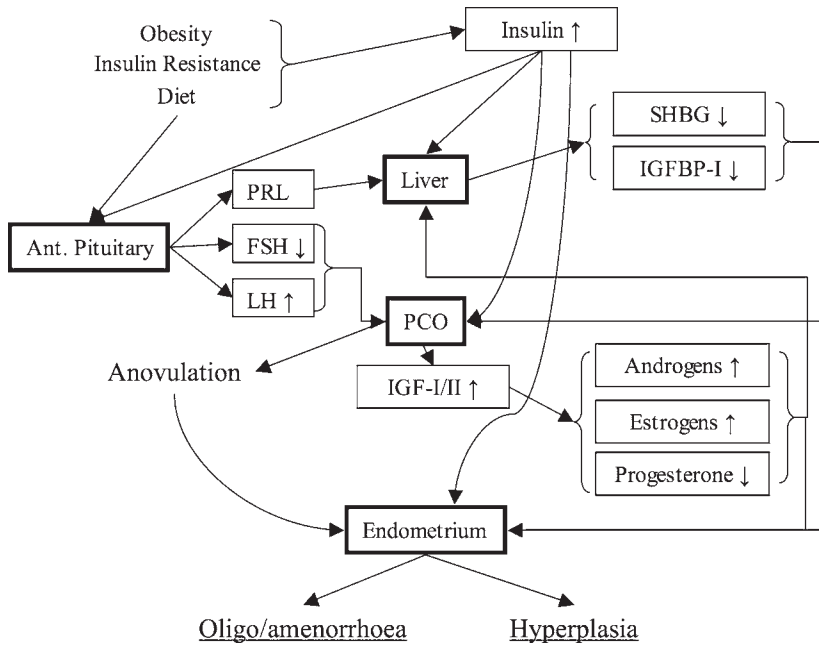 Obesity
Insulin Resistance
Diet
Insulin ↑
SHBG ↓
IGFBP-I ↓
Liver
PRL
Ant. Pituitary
FSH ↓
LH ↑
PCO
Anovulation
IGF-I/II ↑
Androgens ↑
Estrogens ↑
Progesterone ↓
Endometrium
Oligo/amenorrhoea
Hyperplasia